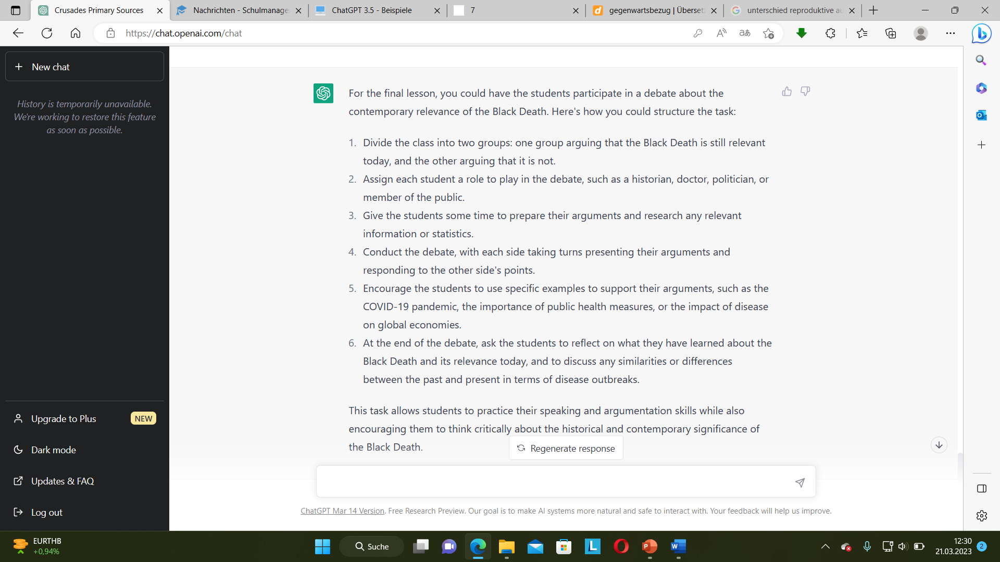 Crusades Primary Sources
Nachrichten - Schulmanage
ChatGPT 3.5 - Beispiele
7
gegenwartsbezug | Überset
unterschied reproduktive au
https://chat.openai.com/chat
New chat
History is temporarily unavailable.
We're working to restore this feature
as soon as possible.
For the final lesson, you could have the students participate in a debate about the
contemporary relevance of the Black Death. Here's how you could structure the task:
1. Divide the class into two groups: one group arguing that the Black Death is still relevant
today, and the other arguing that it is not.
2. Assign each student a role to play in the debate, such as a historian, doctor, politician, or
member of the public.
3. Give the students some time to prepare their arguments and research any relevant
information or statistics.
4. Conduct the debate, with each side taking turns presenting their arguments and
responding to the other side's points.
5. Encourage the students to use specific examples to support their arguments, such as the
COVID-19 pandemic, the importance of public health measures, or the impact of disease
on global economies.
6. At the end of the debate, ask the students to reflect on what they have learned about the
Black Death and its relevance today, and to discuss any similarities or differences
between the past and present in terms of disease outbreaks.
This task allows students to practice their speaking and argumentation skills while also
encouraging them to think critically about the historical and contemporary significance of
the Black Death.
Regenerate response
Upgrade to Plus
NEW
Dark mode
Updates & FAQ
Log out
ChatGPT Mar 14 Version. Free Research Preview. Our goal is to make AI systems more natural and safe to interact with. Your feedback will help us improve.
EURTHB
+0,94%
Suche
12:30
21.03.2023
2